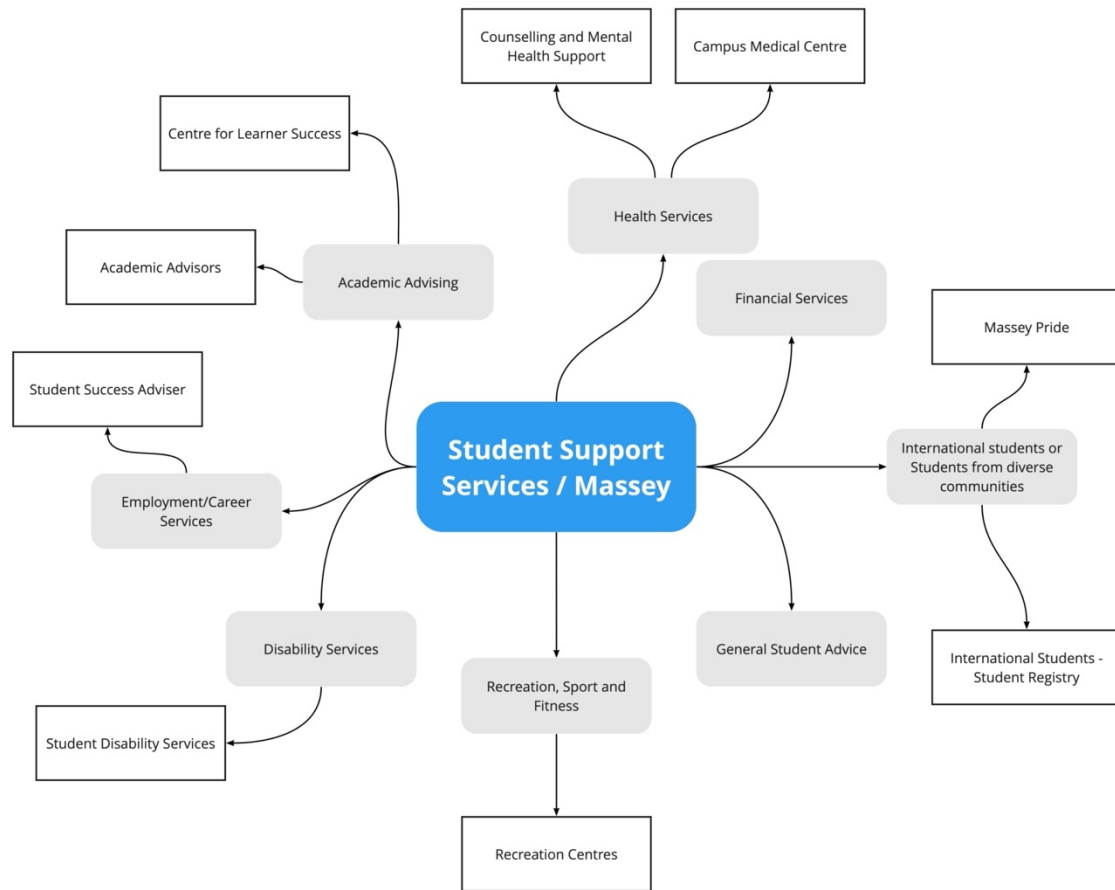 Counselling and Mental
Health Support
Campus Medical Centre
Centre for Learner Success
Health Services
Academic Advisors
Academic Advising
Financial Services
Massey Pride
Student Success Adviser
Student Support
Services / Massey
International students or
Students from diverse
communities
Employment/Career
Services
Disability Services
General Student Advice
Recreation, Sport and
Fitness
International Students -
Student Registry
Student Disability Services
Recreation Centres